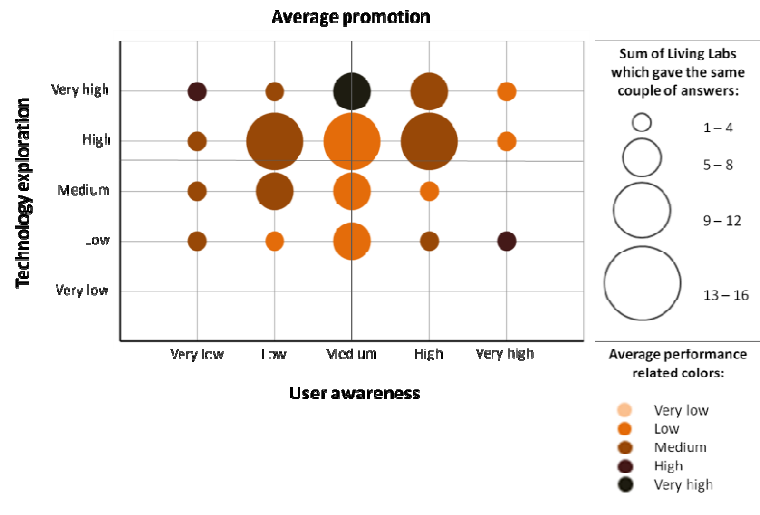 Average promotion
Technology exploration
Very high
High
Medium
Low
Very low
Very low
Low
Medium
High
Very high
User awareness
Sum of Living Labs
which gave the same
couple of answers:
1 – 4
5 – 8
9 – 12
13 – 16
Average performance
related colors:
Very low
Low
Medium
High
Very high